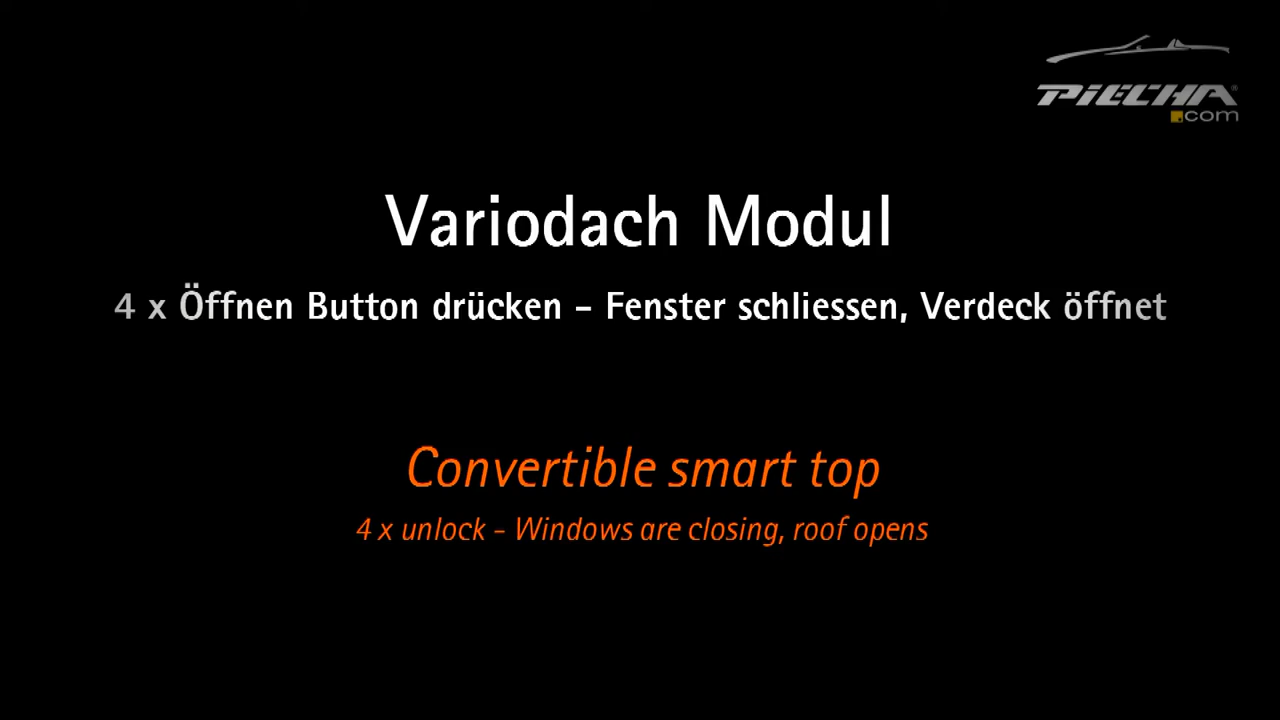 PIECHA®
.com
Variodach Modul
4 x Öffnen Button drücken - Fenster schliessen, Verdeck öffnet
Convertible smart top
4 x unlock - Windows are closing, roof opens